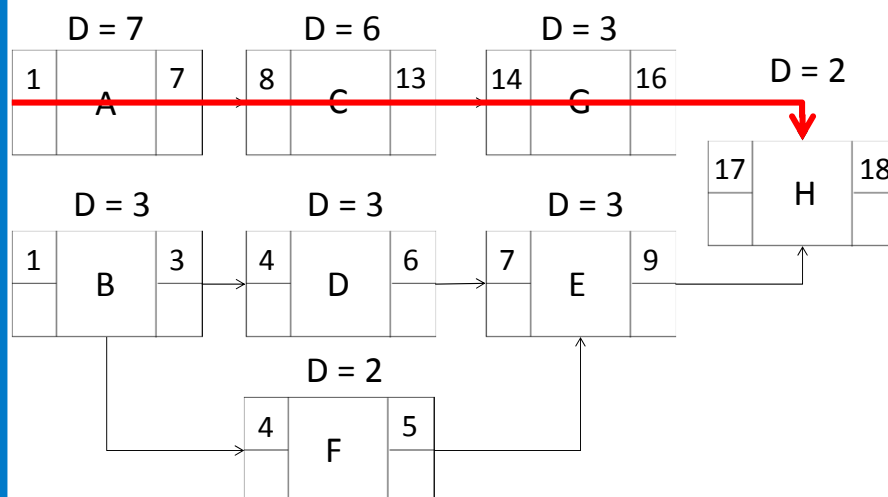 D = 7 D = 6 D = 3
D = 2
1 A 7 8 C 13 14 G 16
17 H 18
D = 3 D = 3 D = 3
1 B 3 4 D 6 7 E 9
D = 2
4 F 5